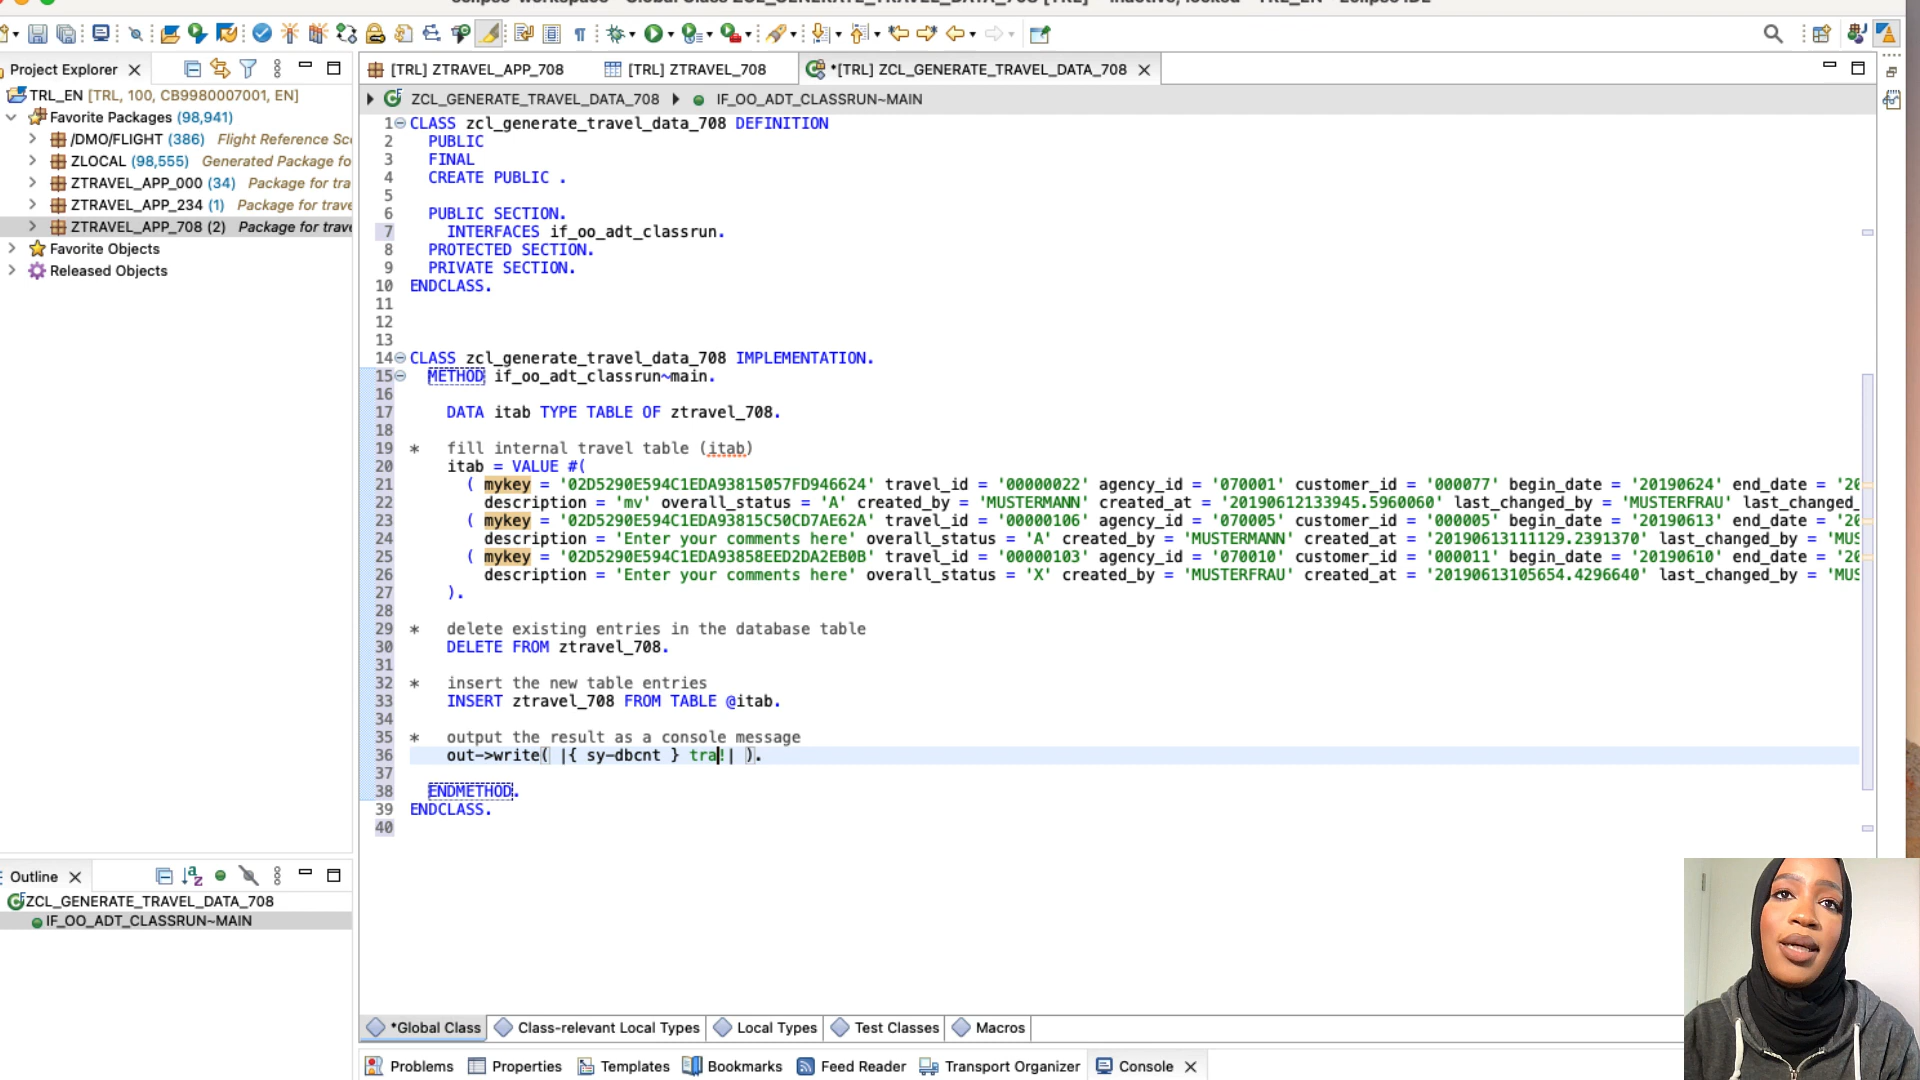 Project Explorer
TRL_EN [TRL, 100, CB9980007001, EN]
Favorite Packages (98,941)
/DMO/FLIGHT (386) Flight Reference Sc
ZLOCAL (98,555) Generated Package fo
ZTRAVEL_APP_000 (34) Package for tra
ZTRAVEL_APP_234 (1) Package for trave
ZTRAVEL_APP_708 (2) Package for trave
Favorite Objects
Released Objects
Outline
ZCL_GENERATE_TRAVEL_DATA_708
IF_OO_ADT_CLASSRUN~MAIN
[TRL] ZTRAVEL_APP_708 [TRL] ZTRAVEL_708 *[TRL] ZCL_GENERATE_TRAVEL_DATA_708
ZCL_GENERATE_TRAVEL_DATA_708 IF_OO_ADT_CLASSRUN~MAIN
1 CLASS zcl_generate_travel_data_708 DEFINITION
2 PUBLIC
3 FINAL
4 CREATE PUBLIC .
5
6 PUBLIC SECTION.
7 INTERFACES if_oo_adt_classrun.
8 PROTECTED SECTION.
9 PRIVATE SECTION.
10 ENDCLASS.
11
12
13
14 CLASS zcl_generate_travel_data_708 IMPLEMENTATION.
15 METHOD if_oo_adt_classrun~main.
16
17 DATA itab TYPE TABLE OF ztravel_708.
18
19 * fill internal travel table (itab)
20 itab = VALUE #(
21 ( mykey = '02D5290E594C1EDA93815057FD946624' travel_id = '00000022' agency_id = '070001' customer_id = '000077' begin_date = '20190624' end_date = '20
22 description = 'mv' overall_status = 'A' created_by = 'MUSTERMANN' created_at = '20190612133945.5960060' last_changed_by = 'MUSTERFRAU' last_changed_
23 ( mykey = '02D5290E594C1EDA93815C50CD7AE62A' travel_id = '00000106' agency_id = '070005' customer_id = '000005' begin_date = '20190613' end_date = '20
24 description = 'Enter your comments here' overall_status = 'A' created_by = 'MUSTERMANN' created_at = '20190613111129.2391370' last_changed_by = 'MUS
25 ( mykey = '02D5290E594C1EDA93858EED2DA2EB0B' travel_id = '00000103' agency_id = '070010' customer_id = '000011' begin_date = '20190610' end_date = '20
26 description = 'Enter your comments here' overall_status = 'X' created_by = 'MUSTERFRAU' created_at = '20190613105654.4296640' last_changed_by = 'MUS
27 ).
28
29 * delete existing entries in the database table
30 DELETE FROM ztravel_708.
31
32 * insert the new table entries
33 INSERT ztravel_708 FROM TABLE @itab.
34
35 * output the result as a console message
36 out->write( |{ sy-dbcnt } tra!| ).
37
38 ENDMETHOD.
39 ENDCLASS.
40
*Global Class Class-relevant Local Types Local Types Test Classes Macros
Problems Properties Templates Bookmarks Feed Reader Transport Organizer Console